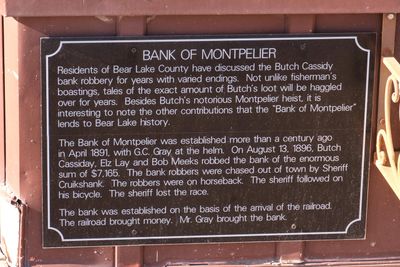 BANK OF MONTPELIER
Residents of Bear Lake County have discussed the Butch Cassidy
bank robbery for years with varied endings. Not unlike fisherman's
boastings, tales of the exact amount of Butch's loot will be haggled
over for years. Besides Butch's notorious Montpelier heist, it is
interesting to note the other contributions that the "Bank of Montpelier"
lends to Bear Lake history.
The Bank of Montpelier was established more than a century ago
in April 1891, with G.C. Gray at the helm. On August 13, 1896, Butch
Cassiday, Elz Lay and Bob Meeks robbed the bank of the enormous
sum of $7,165. The bank robbers were chased out of town by Sheriff
Cruikshank. The robbers were on horseback. The sheriff followed on
his bicycle. The sheriff lost the race.
The bank was established on the basis of the arrival of the railroad.
The railroad brought money. Mr. Gray brought the bank.